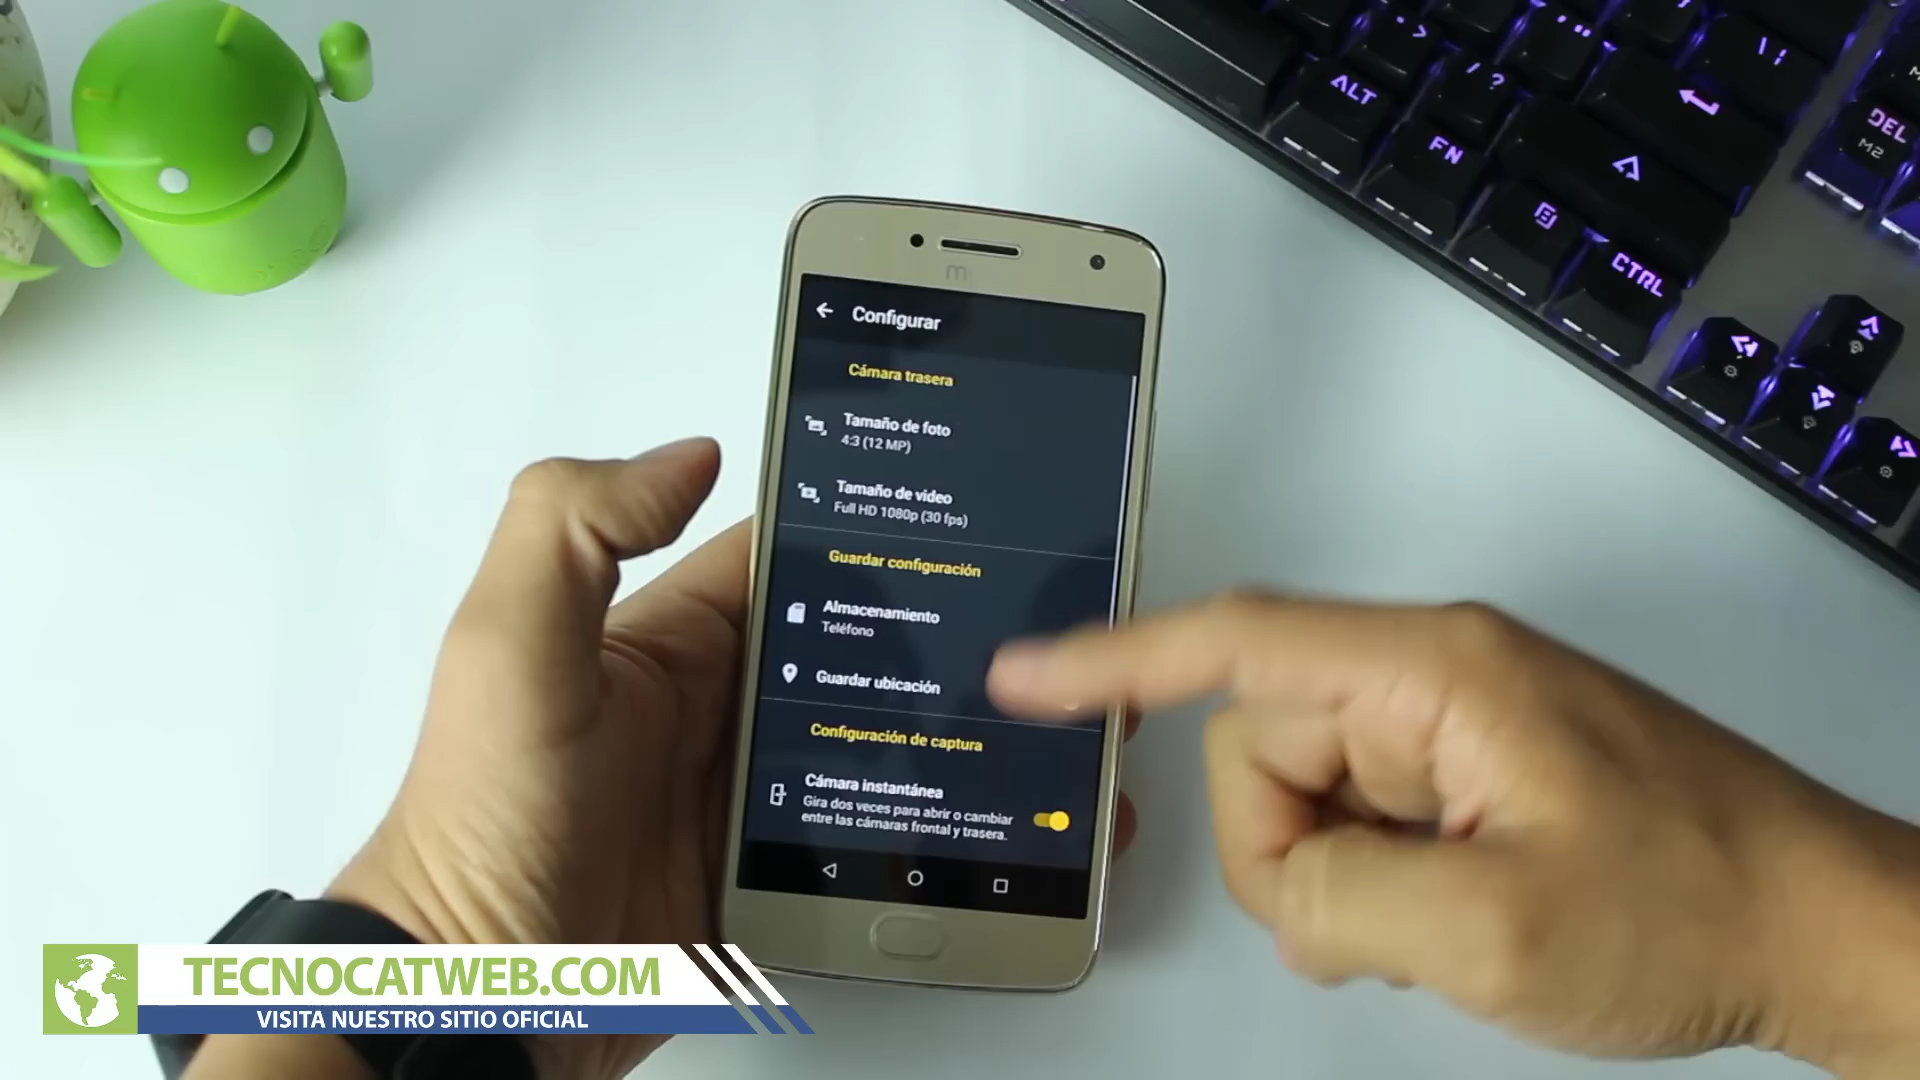 Configurar
Cámara trasera
Tamaño de foto
4:3 (12 MP)
Tamaño de video
Full HD 1080p (30 fps)
Guardar configuración
Almacenamiento
Teléfono
Guardar ubicación
Configuración de captura
Cámara instantánea
Gira dos veces para abrir o cambiar
entre las cámaras frontal y trasera.
ALT
FN
CTRL
DEL
M2
/ ?
TECNOCATWEB.COM
VISITA NUESTRO SITIO OFICIAL